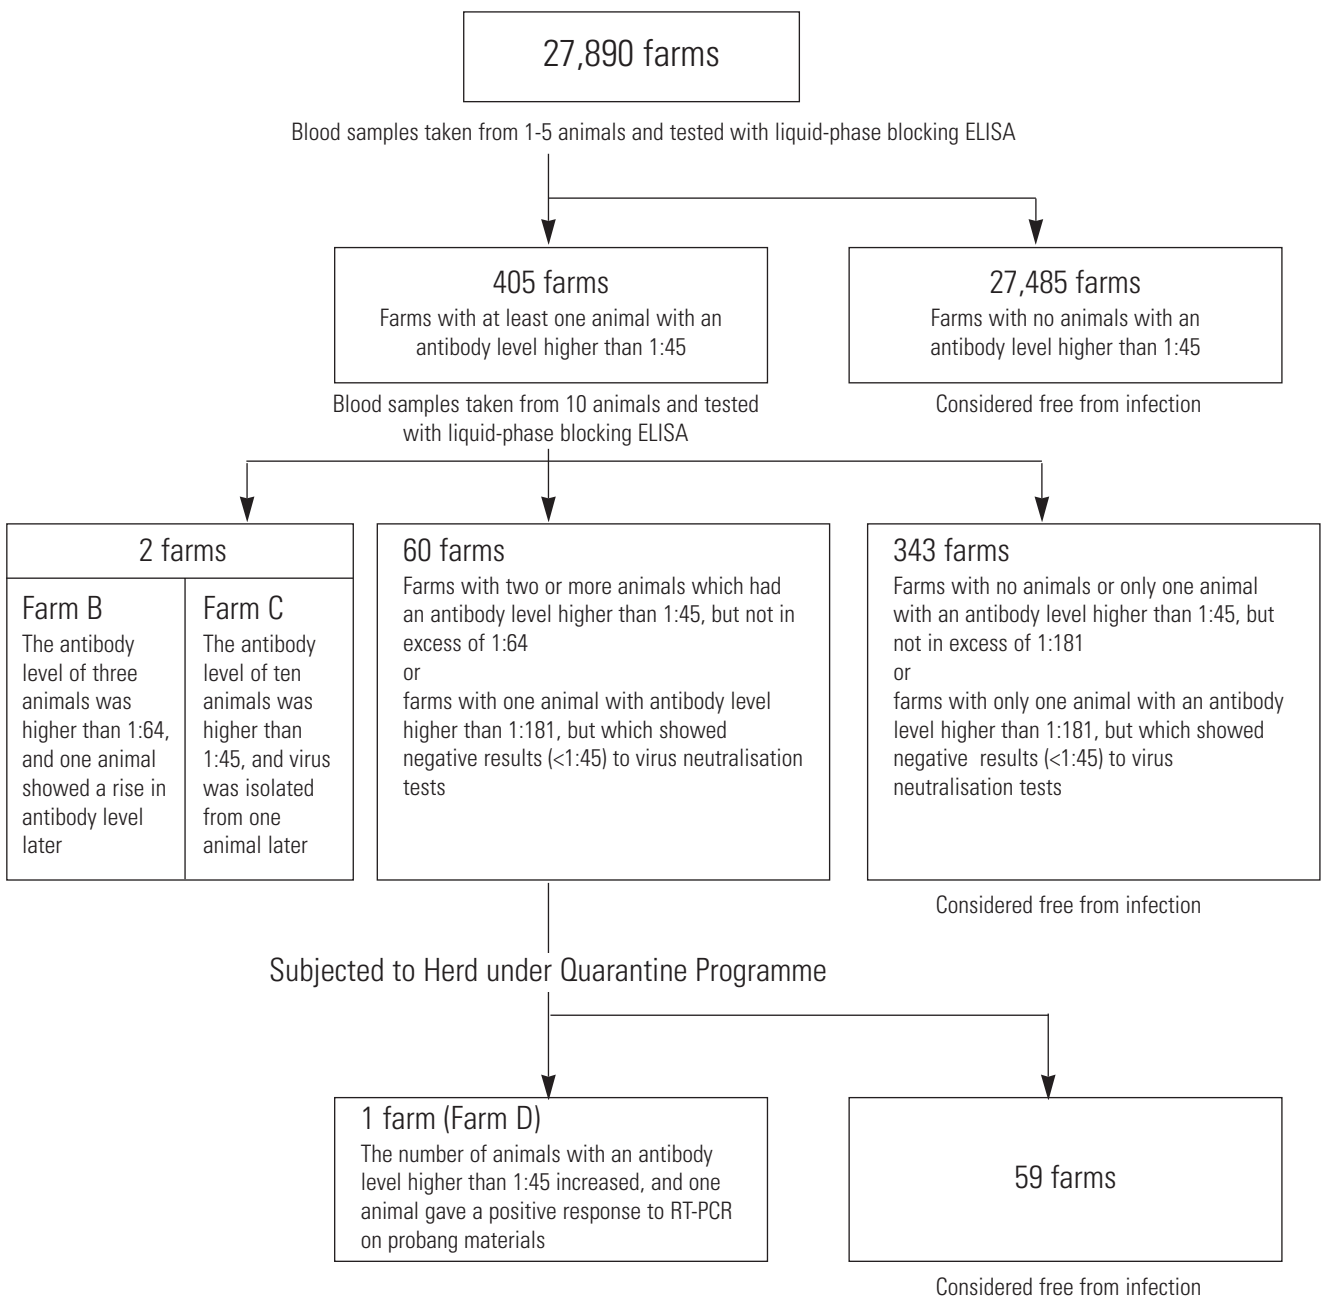 27,890 farms
Blood samples taken from 1-5 animals and tested with liquid-phase blocking ELISA
405 farms
Farms with at least one animal with an
antibody level higher than 1:45
27,485 farms
Farms with no animals with an
antibody level higher than 1:45
Blood samples taken from 10 animals and tested
with liquid-phase blocking ELISA
Considered free from infection
2 farms
Farm B
The antibody
level of three
animals was
higher than 1:64,
and one animal
showed a rise in
antibody level
later
Farm C
The antibody
level of ten
animals was
higher than
1:45, and virus
was isolated
from one
animal later
60 farms
Farms with two or more animals which had
an antibody level higher than 1:45, but not in
excess of 1:64
or
farms with one animal with antibody level
higher than 1:181, but which showed
negative results (<1:45) to virus neutralisation
tests
343 farms
Farms with no animals or only one animal
with an antibody level higher than 1:45, but
not in excess of 1:181
or
farms with only one animal with an antibody
level higher than 1:181, but which showed
negative results (<1:45) to virus
neutralisation tests
Considered free from infection
Subjected to Herd under Quarantine Programme
1 farm (Farm D)
The number of animals with an antibody
level higher than 1:45 increased, and one
animal gave a positive response to RT-PCR
on probang materials
59 farms
Considered free from infection